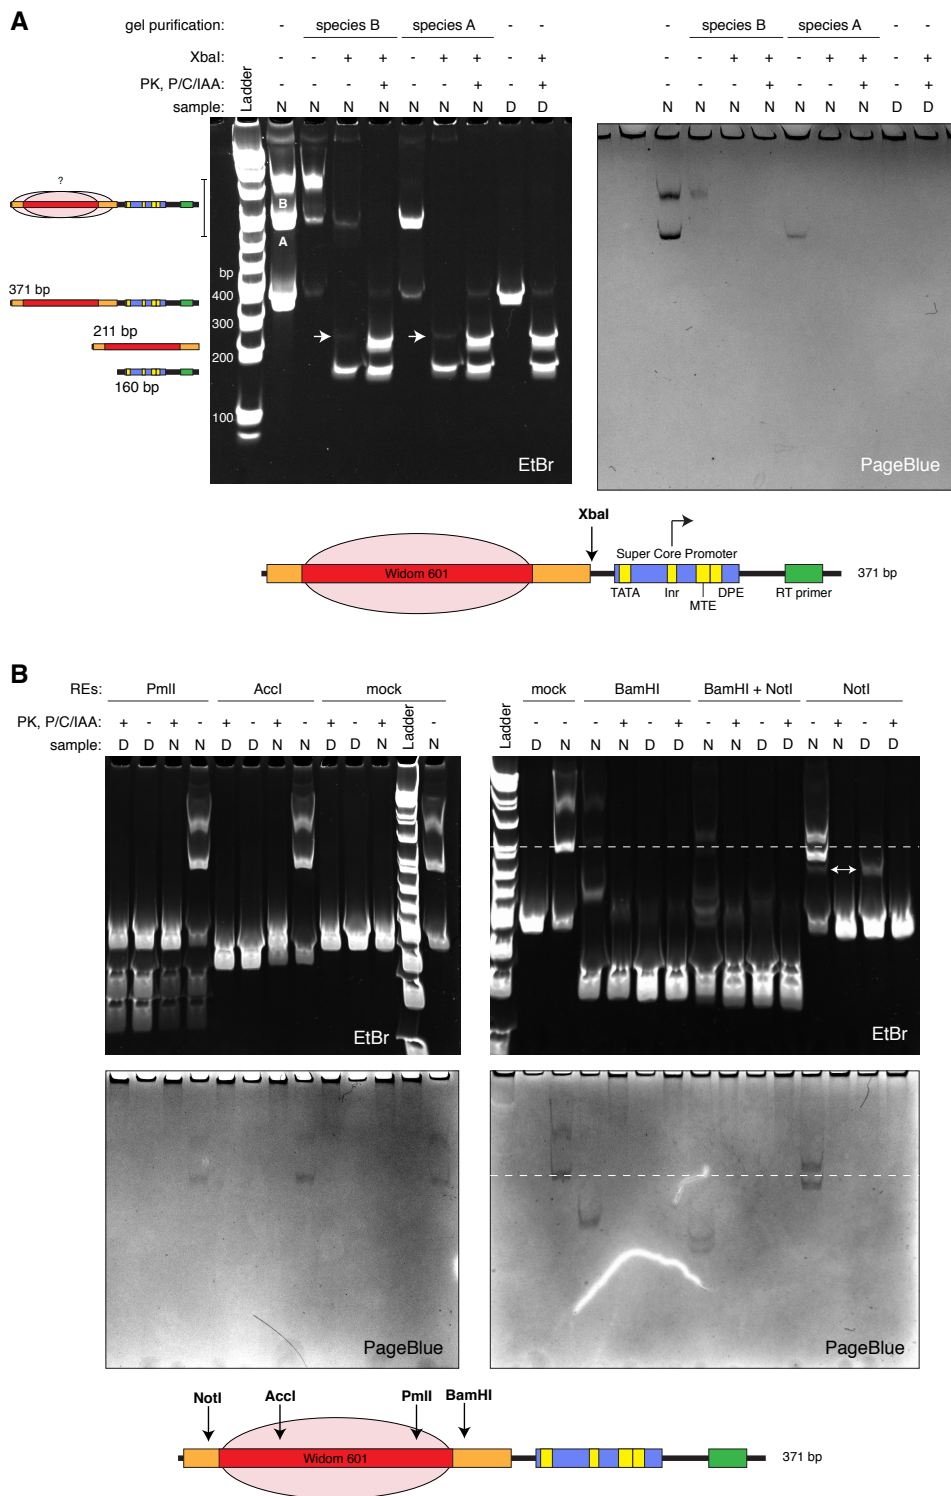 A
gel purification: - species B species A - - - species B species A - -
XbaI: - - + + - + + - + - - + + - + + - +
PK, P/C/IAA: - - - + - - + - + - - - + - - + - +
Ladder
sample: N N N N N N N D D N N N N N N N D D
?
B
A
bp
400
300
200
100
371 bp
211 bp
160 bp
EtBr
PageBlue
XbaI
Super Core Promoter
Widom 601
371 bp
TATA
Inr
MTE
DPE
RT primer
B
REs: PmlI AccI mock mock BamHI BamHI + NotI NotI
PK, P/C/IAA: + - + - + - + - + - + Ladder - Ladder - - - + - + - + - + - + - +
sample: D D N N D D N N D D N N D N N N D D N N D D N N D D
EtBr
EtBr
PageBlue
PageBlue
NotI
AccI
PmlI
BamHI
Widom 601
371 bp